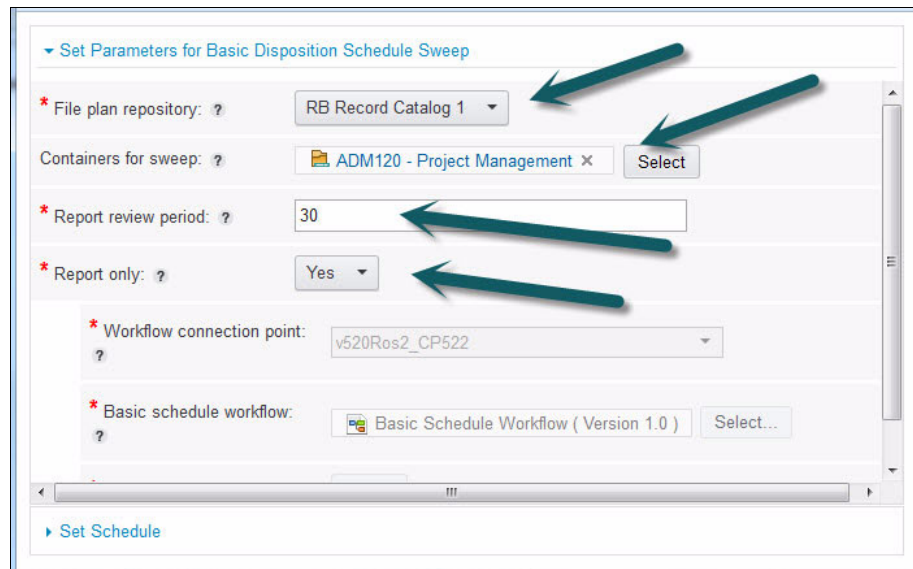 Set Parameters for Basic Disposition Schedule Sweep
* File plan repository: ? RB Record Catalog 1
Containers for sweep: ? ADM120 - Project Management × Select
* Report review period: ? 30
* Report only: ? Yes
* Workflow connection point: ? v520Ros2_CP522
* Basic schedule workflow: ? Basic Schedule Workflow ( Version 1.0 ) Select...
Set Schedule